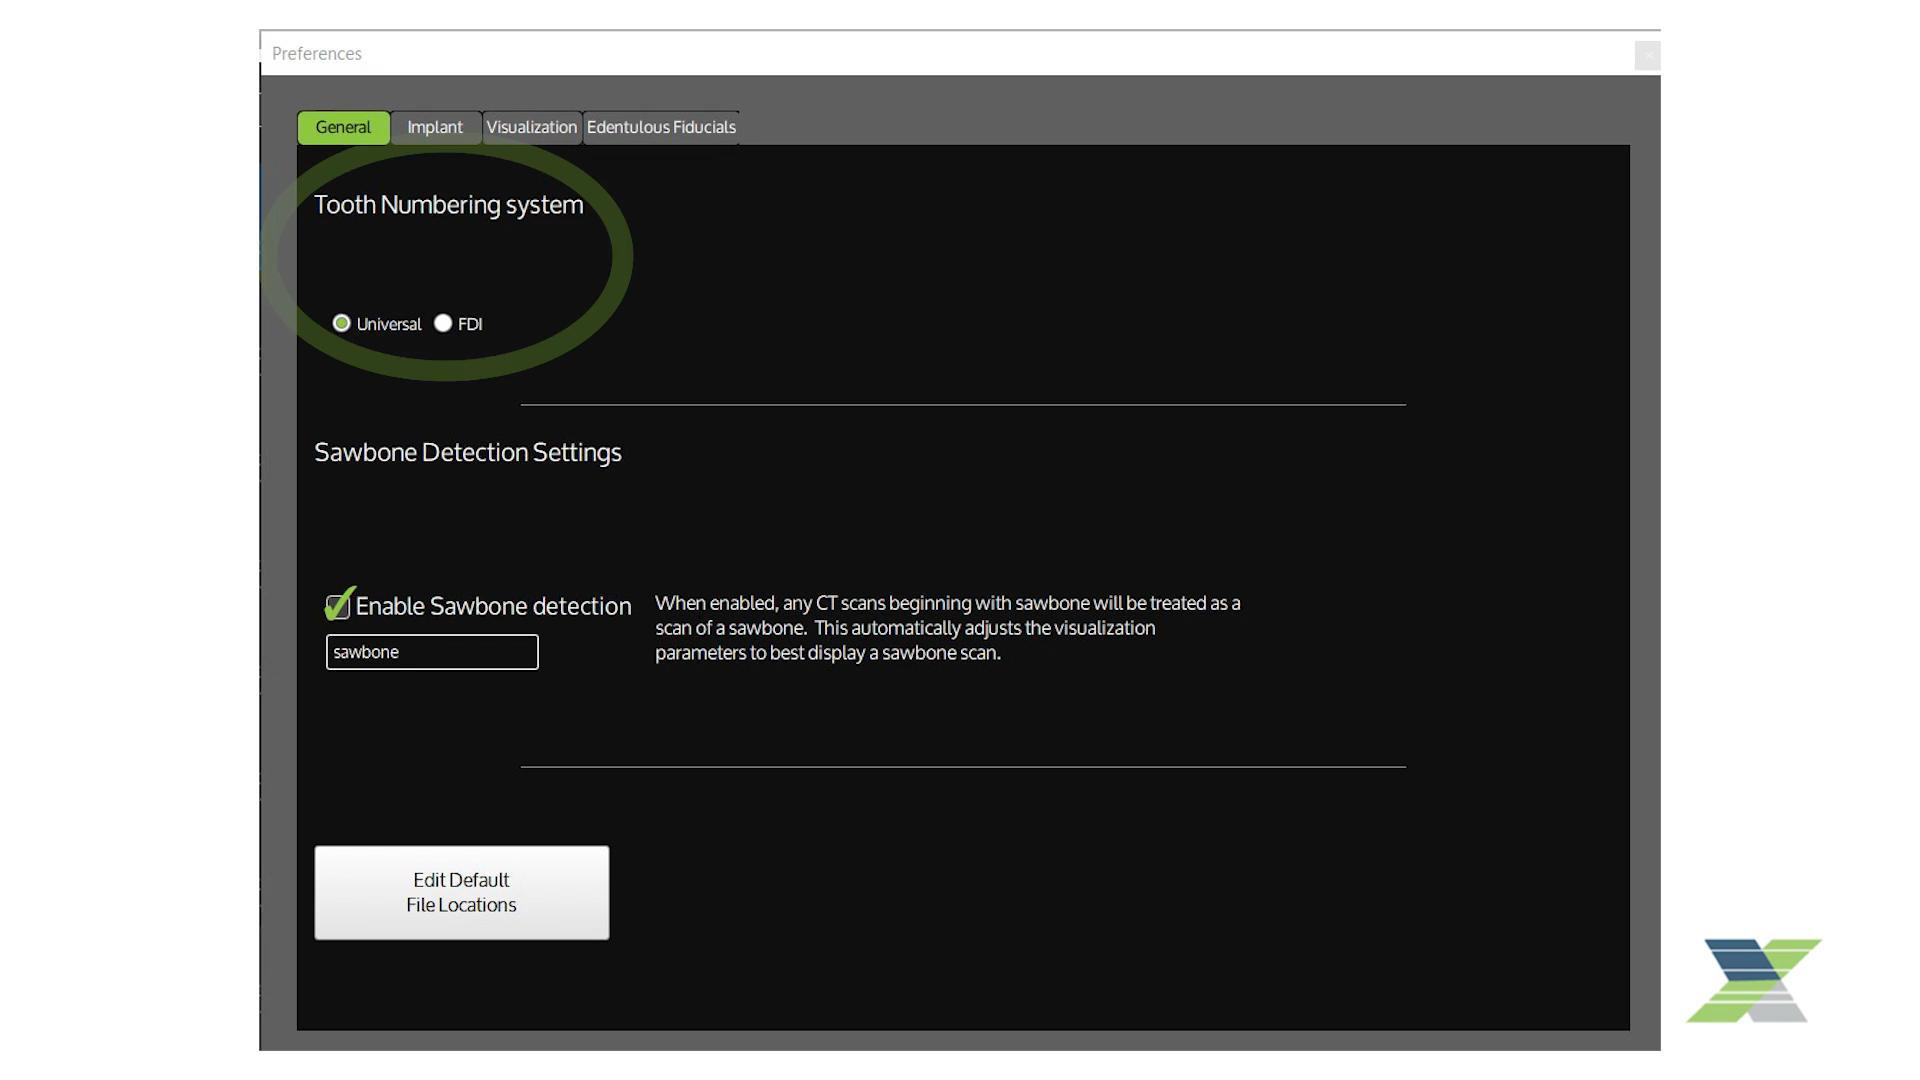 Preferences
General Implant Visualization Edentulous Fiducials
Tooth Numbering system
Universal FDI
Sawbone Detection Settings
Enable Sawbone detection
sawbone
When enabled, any CT scans beginning with sawbone will be treated as a
scan of a sawbone. This automatically adjusts the visualization
parameters to best display a sawbone scan.
Edit Default
File Locations